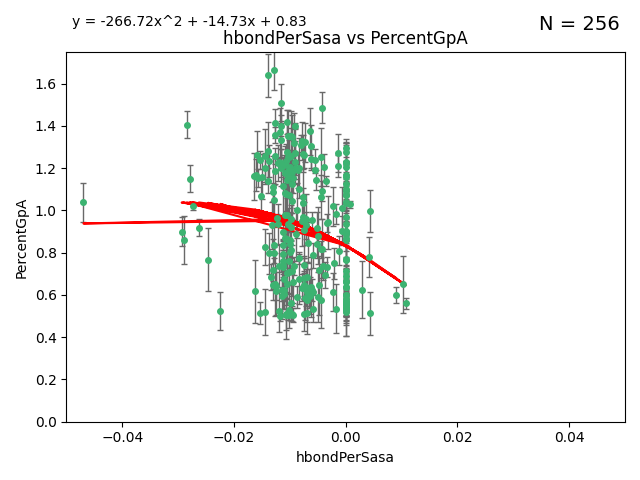 y = -266.72x^2 + -14.73x + 0.83
N = 256
hbondPerSasa vs PercentGpA
1.6
1.4
1.2
1.0
0.8
0.6
0.4
0.2
0.0
PercentGpA
−0.04 −0.02 0.00 0.02 0.04
hbondPerSasa